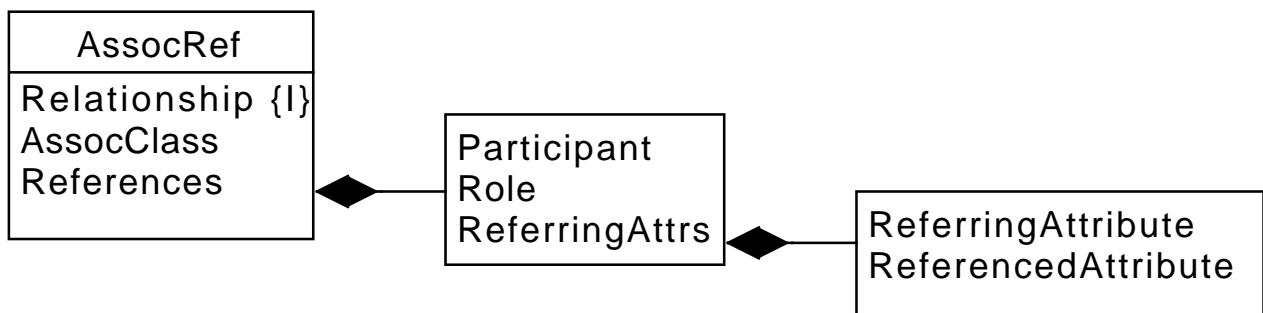 AssocRef
Relationship {I}
AssocClass
References
Participant
Role
ReferringAttrs
ReferringAttribute
ReferencedAttribute